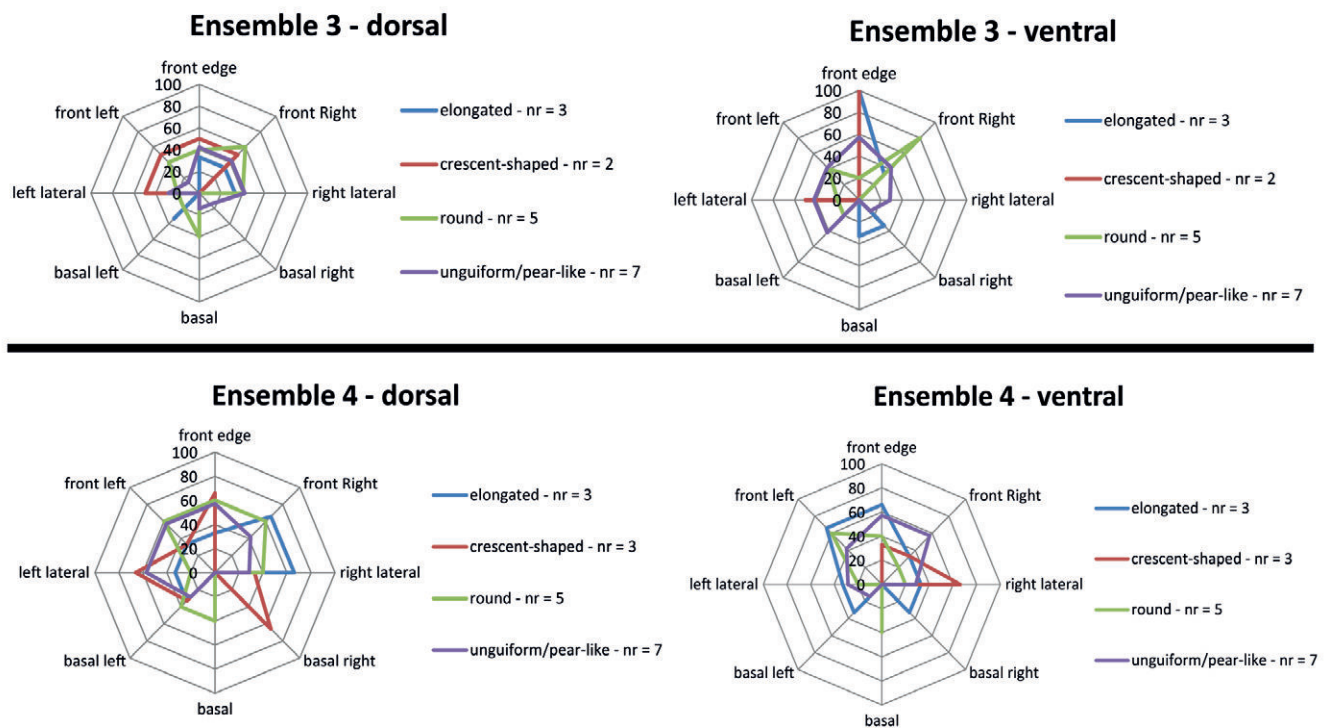 Ensemble 3 - dorsal
front edge
100
80
60
40
20
0
front left
front Right
left lateral
right lateral
basal left
basal right
basal
elongated - nr = 3
crescent-shaped - nr = 2
round - nr = 5
unguiform/pear-like - nr = 7
Ensemble 3 - ventral
front edge
100
80
60
40
20
0
front left
front Right
left lateral
right lateral
basal left
basal right
basal
elongated - nr = 3
crescent-shaped - nr = 2
round - nr = 5
unguiform/pear-like - nr = 7
Ensemble 4 - dorsal
front edge
100
80
60
40
20
0
front left
front Right
left lateral
right lateral
basal left
basal right
basal
elongated - nr = 3
crescent-shaped - nr = 3
round - nr = 5
unguiform/pear-like - nr = 7
Ensemble 4 - ventral
front edge
100
80
60
40
20
0
front left
front Right
left lateral
right lateral
basal left
basal right
basal
elongated - nr = 3
crescent-shaped - nr = 3
round - nr = 5
unguiform/pear-like - nr = 7